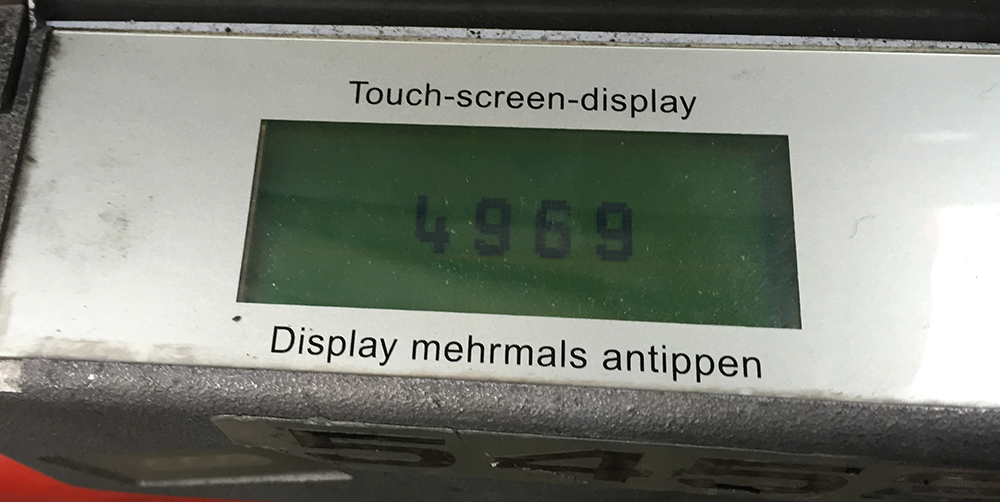 Touch-screen-display
4969
Display mehrmals antippen